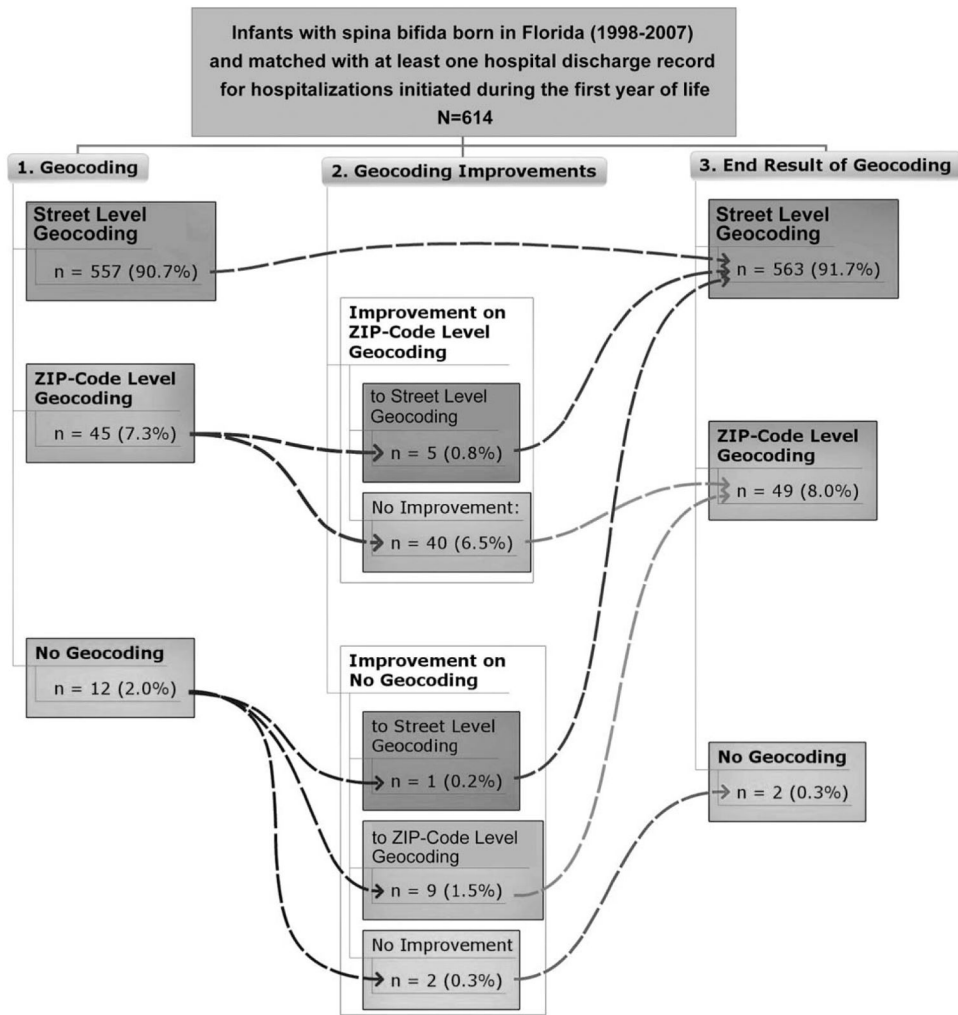 Infants with spina bifida born in Florida (1998-2007)
and matched with at least one hospital discharge record
for hospitalizations initiated during the first year of life
N=614
1. Geocoding
Street Level
Geocoding
n = 557 (90.7%)
ZIP-Code Level
Geocoding
n = 45 (7.3%)
No Geocoding
n = 12 (2.0%)
2. Geocoding Improvements
Improvement on
ZIP-Code Level
Geocoding
to Street Level
Geocoding
n = 5 (0.8%)
No Improvement:
n = 40 (6.5%)
Improvement on
No Geocoding
to Street Level
Geocoding
n = 1 (0.2%)
to ZIP-Code Level
Geocoding
n = 9 (1.5%)
No Improvement
n = 2 (0.3%)
3. End Result of Geocoding
Street Level
Geocoding
n = 563 (91.7%)
ZIP-Code Level
Geocoding
n = 49 (8.0%)
No Geocoding
n = 2 (0.3%)